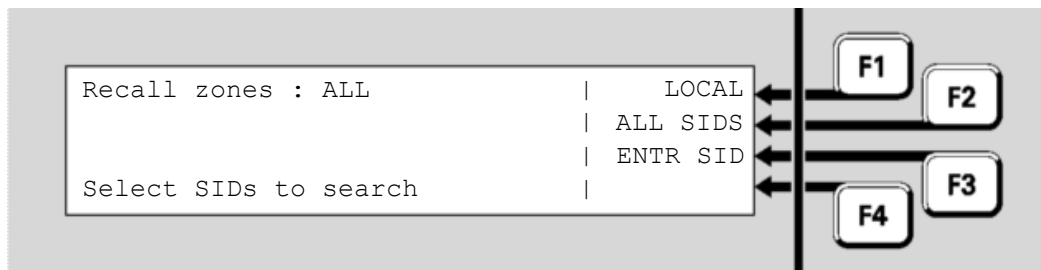 Recall zones : ALL | LOCAL
| ALL SIDS
| ENTR SID
Select SIDs to search |
F1
F2
F3
F4